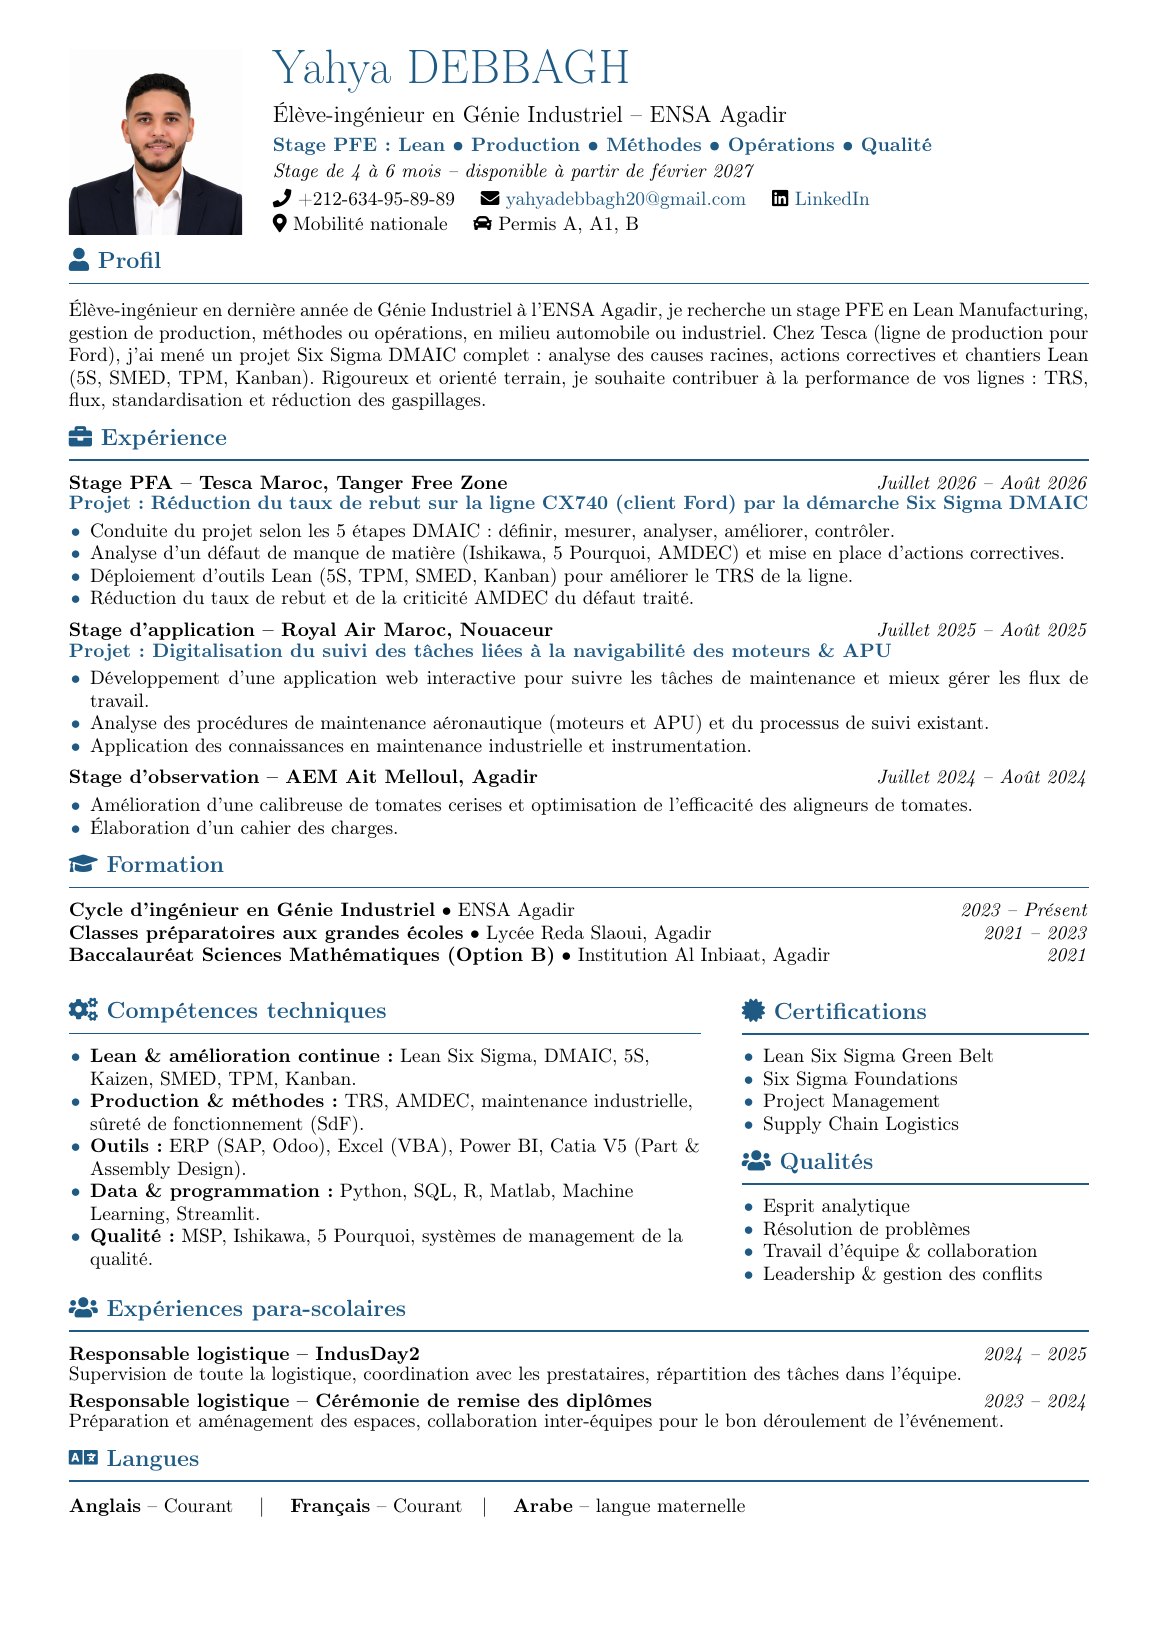 Yahya DEBBAGH
Élève-ingénieur en Génie Industriel – ENSA Agadir
Stage PFE : Lean ● Production ● Méthodes ● Opérations ● Qualité
Stage de 4 à 6 mois – disponible à partir de février 2027
+212-634-95-89-89 yahyadebbagh20@gmail.com LinkedIn
Mobilité nationale Permis A, A1, B
Profil
Élève-ingénieur en dernière année de Génie Industriel à l'ENSA Agadir, je recherche un stage PFE en Lean Manufacturing,
gestion de production, méthodes ou opérations, en milieu automobile ou industriel. Chez Tesca (ligne de production pour
Ford), j'ai mené un projet Six Sigma DMAIC complet : analyse des causes racines, actions correctives et chantiers Lean
(5S, SMED, TPM, Kanban). Rigoureux et orienté terrain, je souhaite contribuer à la performance de vos lignes : TRS,
flux, standardisation et réduction des gaspillages.
Expérience
Stage PFA – Tesca Maroc, Tanger Free Zone Juillet 2026 – Août 2026
Projet : Réduction du taux de rebut sur la ligne CX740 (client Ford) par la démarche Six Sigma DMAIC
● Conduite du projet selon les 5 étapes DMAIC : définir, mesurer, analyser, améliorer, contrôler.
● Analyse d'un défaut de manque de matière (Ishikawa, 5 Pourquoi, AMDEC) et mise en place d'actions correctives.
● Déploiement d'outils Lean (5S, TPM, SMED, Kanban) pour améliorer le TRS de la ligne.
● Réduction du taux de rebut et de la criticité AMDEC du défaut traité.
Stage d'application – Royal Air Maroc, Nouaceur Juillet 2025 – Août 2025
Projet : Digitalisation du suivi des tâches liées à la navigabilité des moteurs & APU
● Développement d'une application web interactive pour suivre les tâches de maintenance et mieux gérer les flux de
travail.
● Analyse des procédures de maintenance aéronautique (moteurs et APU) et du processus de suivi existant.
● Application des connaissances en maintenance industrielle et instrumentation.
Stage d'observation – AEM Ait Melloul, Agadir Juillet 2024 – Août 2024
● Amélioration d'une calibreuse de tomates cerises et optimisation de l'efficacité des aligneurs de tomates.
● Élaboration d'un cahier des charges.
Formation
Cycle d'ingénieur en Génie Industriel ● ENSA Agadir 2023 – Présent
Classes préparatoires aux grandes écoles ● Lycée Reda Slaoui, Agadir 2021 – 2023
Baccalauréat Sciences Mathématiques (Option B) ● Institution Al Inbiaat, Agadir 2021
Compétences techniques
● Lean & amélioration continue : Lean Six Sigma, DMAIC, 5S,
Kaizen, SMED, TPM, Kanban.
● Production & méthodes : TRS, AMDEC, maintenance industrielle,
sûreté de fonctionnement (SdF).
● Outils : ERP (SAP, Odoo), Excel (VBA), Power BI, Catia V5 (Part &
Assembly Design).
● Data & programmation : Python, SQL, R, Matlab, Machine
Learning, Streamlit.
● Qualité : MSP, Ishikawa, 5 Pourquoi, systèmes de management de la
qualité.
Certifications
● Lean Six Sigma Green Belt
● Six Sigma Foundations
● Project Management
● Supply Chain Logistics
Qualités
● Esprit analytique
● Résolution de problèmes
● Travail d'équipe & collaboration
● Leadership & gestion des conflits
Expériences para-scolaires
Responsable logistique – IndusDay2 2024 – 2025
Supervision de toute la logistique, coordination avec les prestataires, répartition des tâches dans l'équipe.
Responsable logistique – Cérémonie de remise des diplômes 2023 – 2024
Préparation et aménagement des espaces, collaboration inter-équipes pour le bon déroulement de l'événement.
Langues
Anglais – Courant | Français – Courant | Arabe – langue maternelle